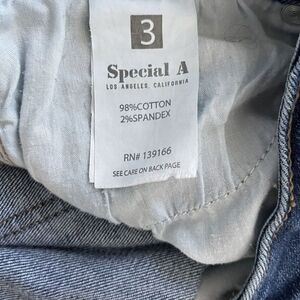 3
Special A
LOS ANGELES, CALIFORNIA
98%COTTON
2%SPANDEX
RN# 139166
SEE CARE ON BACK PAGE